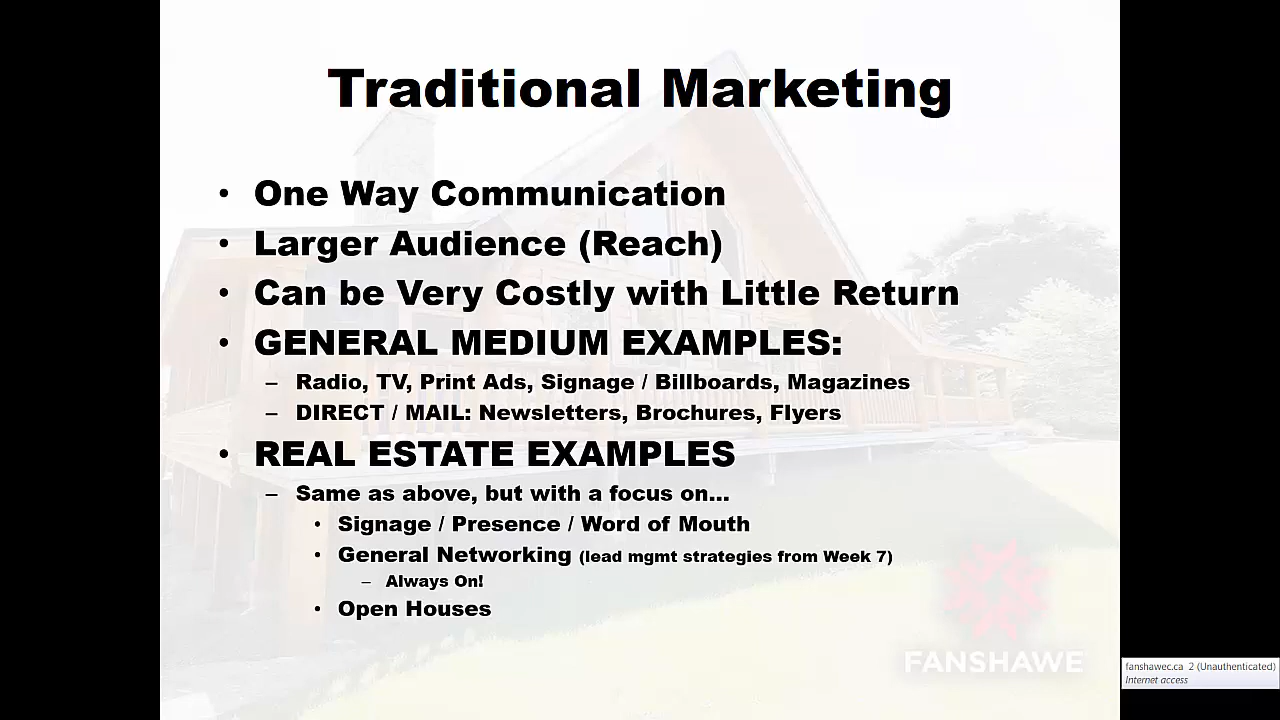 Traditional Marketing
• One Way Communication
• Larger Audience (Reach)
• Can be Very Costly with Little Return
• GENERAL MEDIUM EXAMPLES:
– Radio, TV, Print Ads, Signage / Billboards, Magazines
– DIRECT / MAIL: Newsletters, Brochures, Flyers
• REAL ESTATE EXAMPLES
– Same as above, but with a focus on...
• Signage / Presence / Word of Mouth
• General Networking (lead mgmt strategies from Week 7)
– Always On!
• Open Houses
FANSHAWE
fanshawec.ca 2 (Unauthenticated)
Internet access